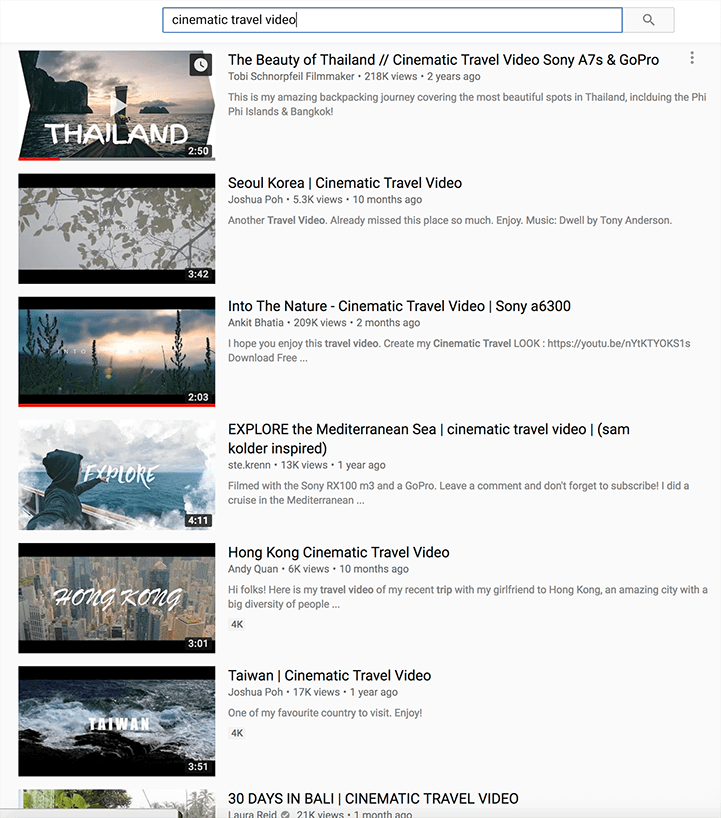 cinematic travel video
THAILAND
2:50
The Beauty of Thailand // Cinematic Travel Video Sony A7s & GoPro
Tobi Schnorpfeil Filmmaker • 218K views • 2 years ago
This is my amazing backpacking journey covering the most beautiful spots in Thailand, inclduing the Phi
Phi Islands & Bangkok!
3:42
Seoul Korea | Cinematic Travel Video
Joshua Poh • 5.3K views • 10 months ago
Another Travel Video. Already missed this place so much. Enjoy. Music: Dwell by Tony Anderson.
2:03
Into The Nature - Cinematic Travel Video | Sony a6300
Ankit Bhatia • 209K views • 2 months ago
I hope you enjoy this travel video. Create my Cinematic Travel LOOK : https://youtu.be/nYtKTYOKS1s
Download Free ...
EXPLORE
4:11
EXPLORE the Mediterranean Sea | cinematic travel video | (sam
kolder inspired)
ste.krenn • 13K views • 1 year ago
Filmed with the Sony RX100 m3 and a GoPro. Leave a comment and don't forget to subscribe! I did a
cruise in the Mediterranean ...
HONG KONG
3:01
Hong Kong Cinematic Travel Video
Andy Quan • 6K views • 10 months ago
Hi folks! Here is my travel video of my recent trip with my girlfriend to Hong Kong, an amazing city with a
big diversity of people ...
4K
TAIWAN
3:51
Taiwan | Cinematic Travel Video
Joshua Poh • 17K views • 1 year ago
One of my favourite country to visit. Enjoy!
4K
30 DAYS IN BALI | CINEMATIC TRAVEL VIDEO
Laura Reid • 21K views • 1 month ago